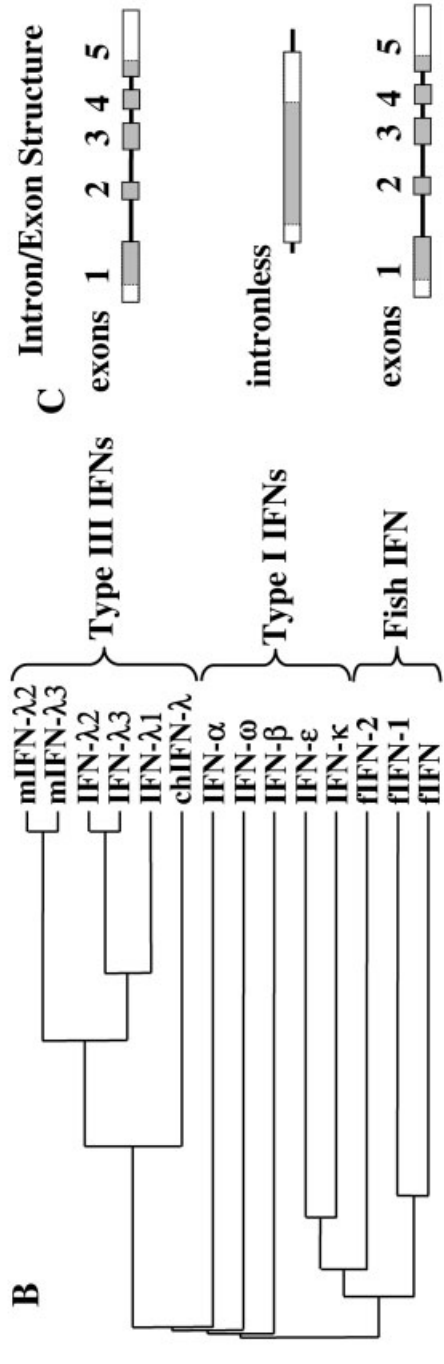 B
mIFN-λ2
mIFN-λ3
IFN-λ2
IFN-λ3
IFN-λ1
chIFN-λ
IFN-α
IFN-ω
IFN-β
IFN-ε
IFN-κ
fIFN-2
fIFN-1
fIFN
Type III IFNs
Type I IFNs
Fish IFN
C
Intron/Exon Structure
exons 1 2 3 4 5
intronless
exons 1 2 3 4 5